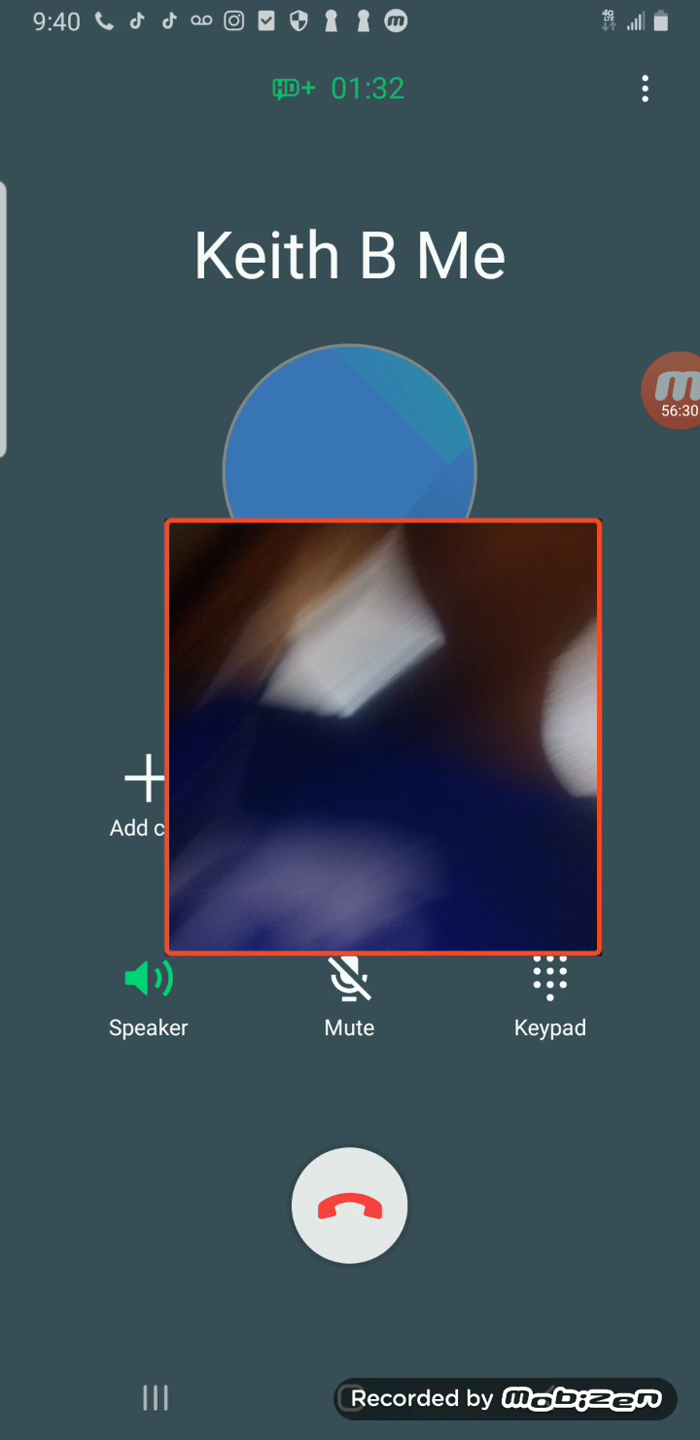 9:40
HD+ 01:32
Keith B Me
56:30
Add c
Speaker
Mute
Keypad
Recorded by mobizen